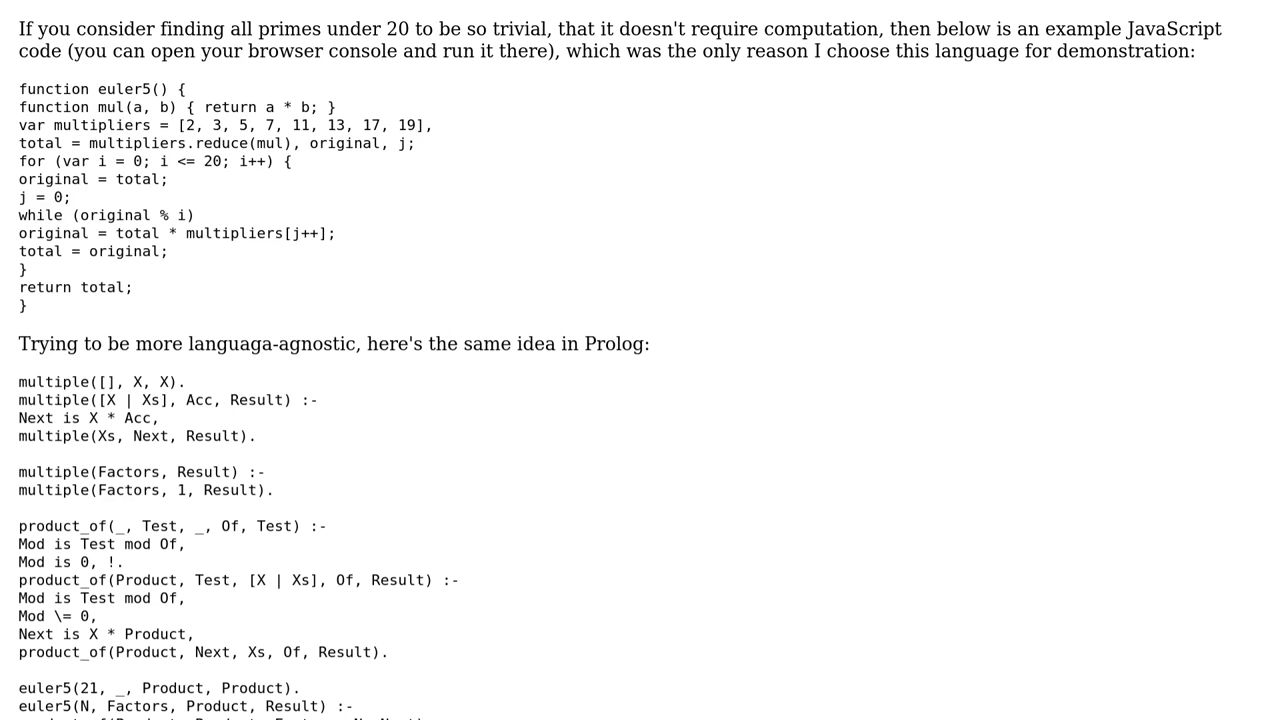 If you consider finding all primes under 20 to be so trivial, that it doesn't require computation, then below is an example JavaScript
code (you can open your browser console and run it there), which was the only reason I choose this language for demonstration:
function euler5() {
function mul(a, b) { return a * b; }
var multipliers = [2, 3, 5, 7, 11, 13, 17, 19],
total = multipliers.reduce(mul), original, j;
for (var i = 0; i <= 20; i++) {
original = total;
j = 0;
while (original % i)
original = total * multipliers[j++];
total = original;
}
return total;
}
Trying to be more languaga-agnostic, here's the same idea in Prolog:
multiple([], X, X).
multiple([X | Xs], Acc, Result) :-
Next is X * Acc,
multiple(Xs, Next, Result).
multiple(Factors, Result) :-
multiple(Factors, 1, Result).
product_of(_, Test, _, Of, Test) :-
Mod is Test mod Of,
Mod is 0, !.
product_of(Product, Test, [X | Xs], Of, Result) :-
Mod is Test mod Of,
Mod \= 0,
Next is X * Product,
product_of(Product, Next, Xs, Of, Result).
euler5(21, _, Product, Product).
euler5(N, Factors, Product, Result) :-